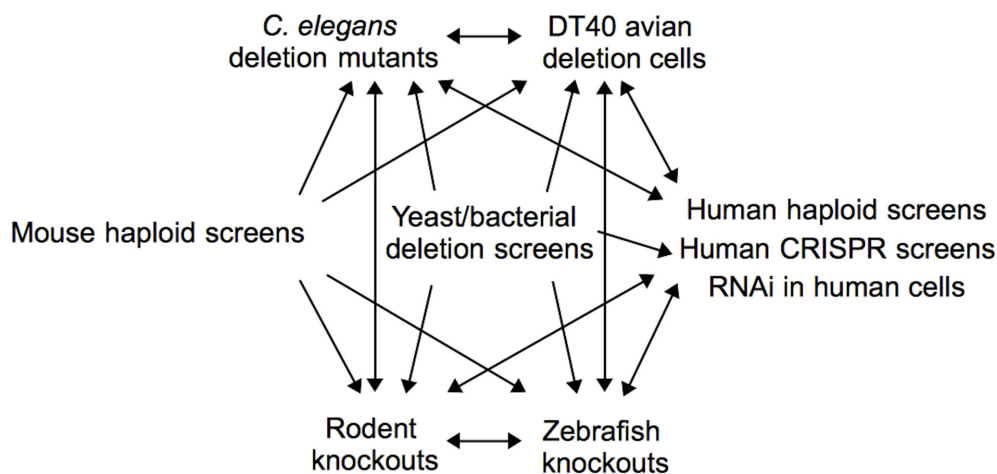 C. elegans
deletion mutants
DT40 avian
deletion cells
Mouse haploid screens
Yeast/bacterial
deletion screens
Human haploid screens
Human CRISPR screens
RNAi in human cells
Rodent
knockouts
Zebrafish
knockouts